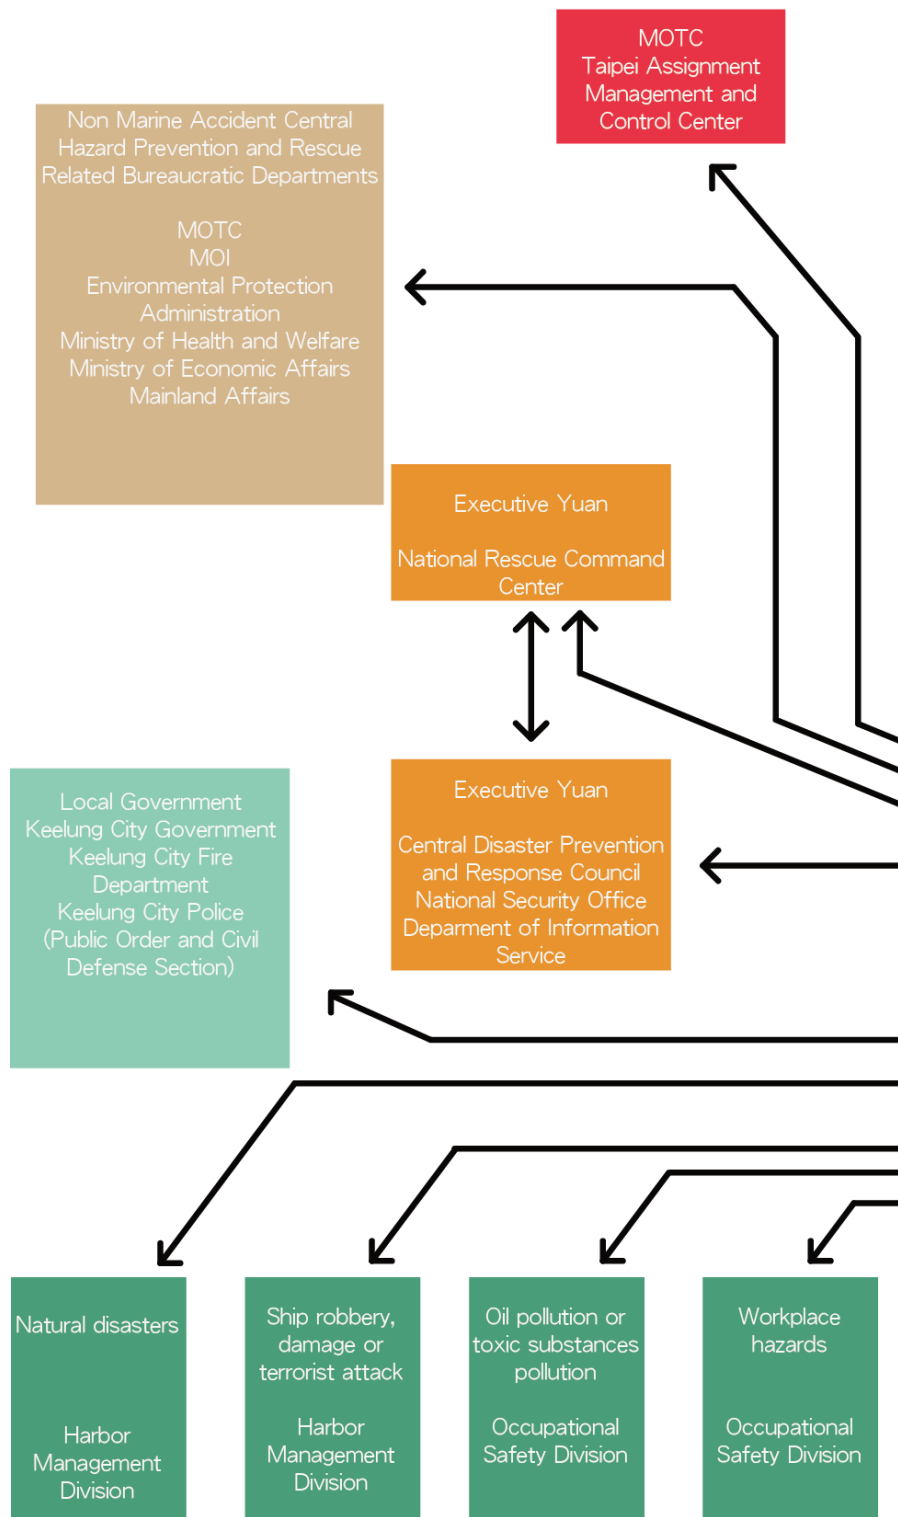 MOTC
Taipei Assignment
Management and
Control Center
Non Marine Accident Central
Hazard Prevention and Rescue
Related Bureaucratic Departments
MOTC
MOI
Environmental Protection
Administration
Ministry of Health and Welfare
Ministry of Economic Affairs
Mainland Affairs
Executive Yuan
National Rescue Command
Center
Executive Yuan
Central Disaster Prevention
and Response Council
National Security Office
Deparment of Information
Service
Local Government
Keelung City Government
Keelung City Fire
Department
Keelung City Police
(Public Order and Civil
Defense Section)
Natural disasters
Harbor
Management
Division
Ship robbery,
damage or
terrorist attack
Harbor
Management
Division
Oil pollution or
toxic substances
pollution
Occupational
Safety Division
Workplace
hazards
Occupational
Safety Division